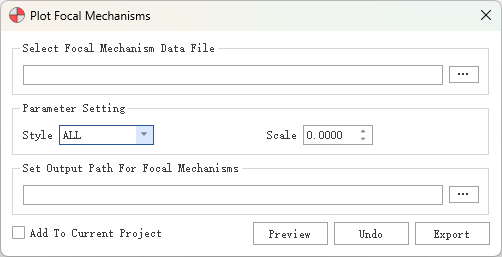 Plot Focal Mechanisms
Select Focal Mechanism Data File
...
Parameter Setting
Style ALL Scale 0.0000
Set Output Path For Focal Mechanisms
...
Add To Current Project Preview Undo Export